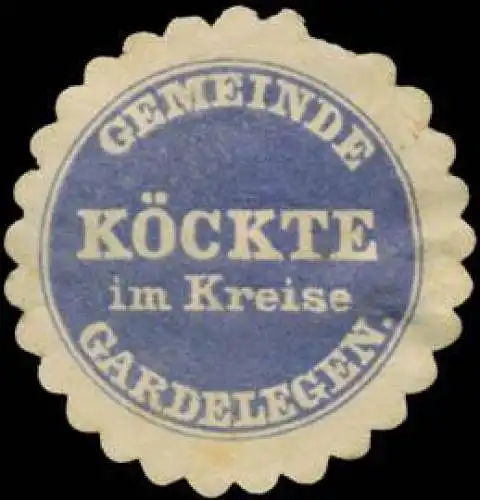 GEMEINDE
KÖCKTE
im Kreise
GARDELEGEN.